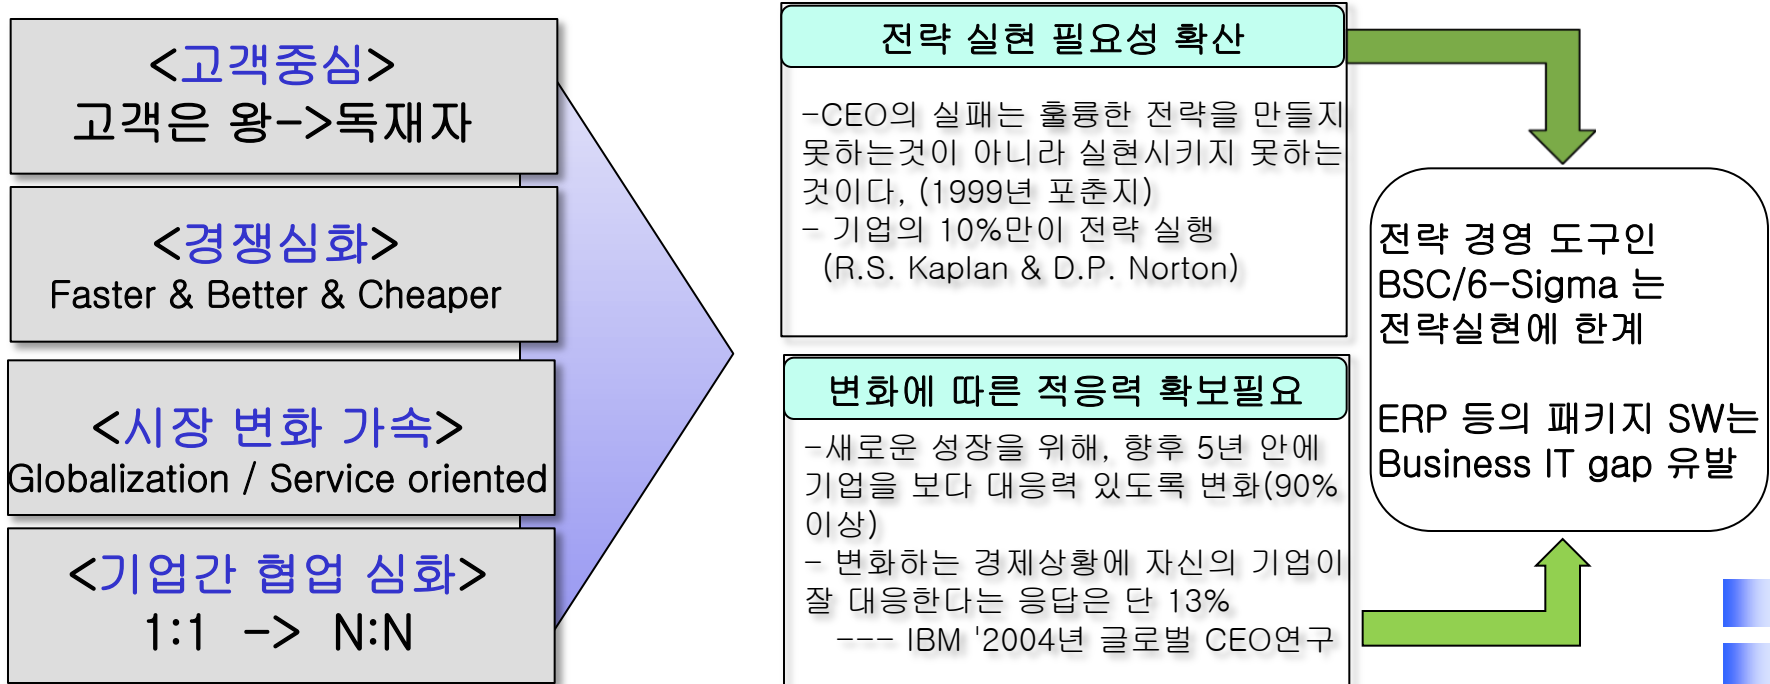 <고객중심>
고객은 왕->독재자
<경쟁심화>
Faster & Better & Cheaper
<시장 변화 가속>
Globalization / Service oriented
<기업간 협업 심화>
1:1 -> N:N
전략 실현 필요성 확산
-CEO의 실패는 훌륭한 전략을 만들지
못하는것이 아니라 실현시키지 못하는
것이다, (1999년 포춘지)
- 기업의 10%만이 전략 실행
(R.S. Kaplan & D.P. Norton)
변화에 따른 적응력 확보필요
-새로운 성장을 위해, 향후 5년 안에
기업을 보다 대응력 있도록 변화(90%
이상)
- 변화하는 경제상황에 자신의 기업이
잘 대응한다는 응답은 단 13%
--- IBM '2004년 글로벌 CEO연구
전략 경영 도구인
BSC/6-Sigma 는
전략실현에 한계
ERP 등의 패키지 SW는
Business IT gap 유발